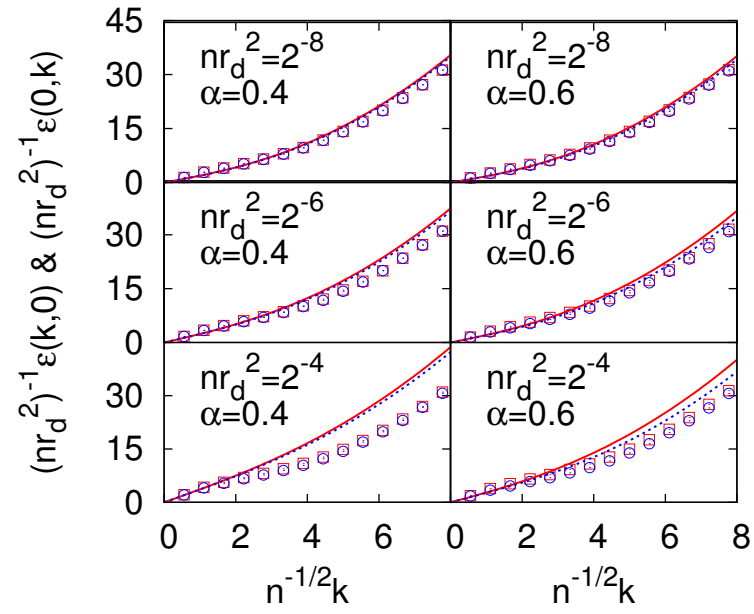 (nr_d^2)^-1 ε(k,0) & (nr_d^2)^-1 ε(0,k)
45
30
15
0
nr_d^2=2^-8
α=0.4
nr_d^2=2^-8
α=0.6
30
15
0
nr_d^2=2^-6
α=0.4
nr_d^2=2^-6
α=0.6
30
15
0
nr_d^2=2^-4
α=0.4
nr_d^2=2^-4
α=0.6
0 2 4 6 0 2 4 6 8
n^-1/2k n^-1/2k